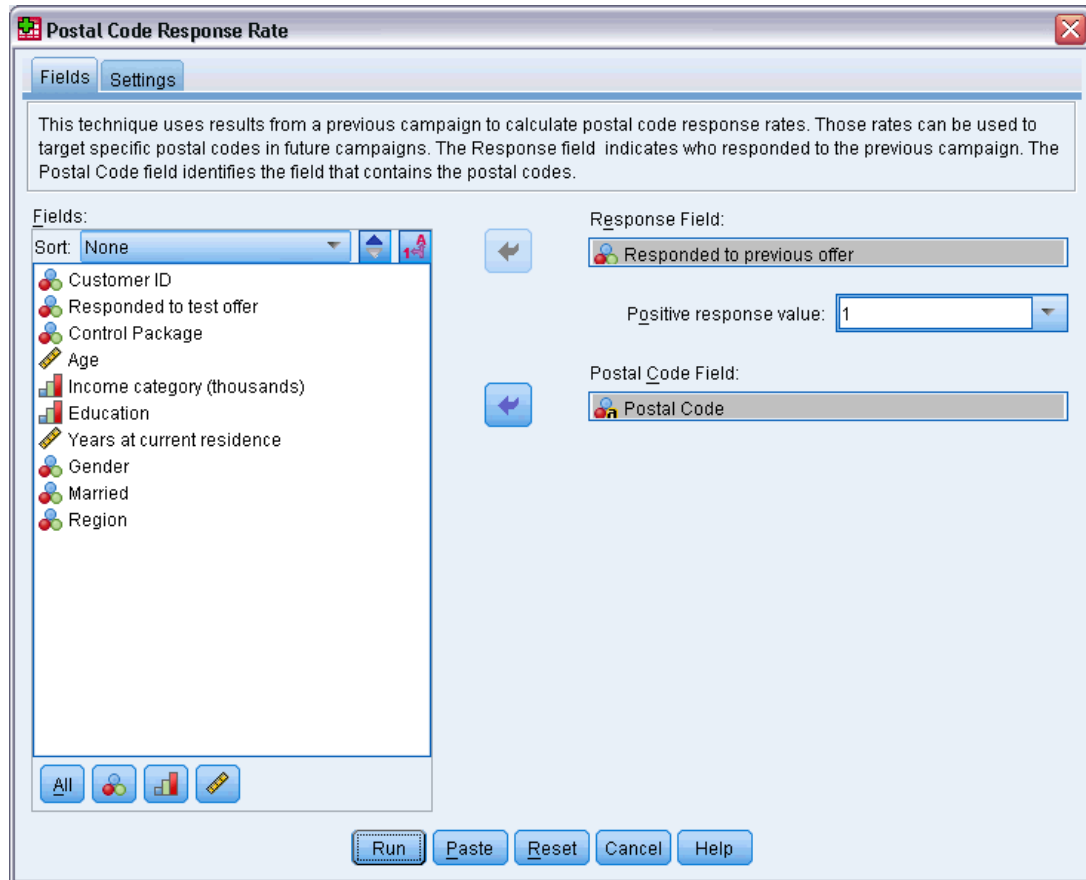 Postal Code Response Rate
Fields
Settings
This technique uses results from a previous campaign to calculate postal code response rates. Those rates can be used to
target specific postal codes in future campaigns. The Response field indicates who responded to the previous campaign. The
Postal Code field identifies the field that contains the postal codes.
Fields:
Sort: None
Customer ID
Responded to test offer
Control Package
Age
Income category (thousands)
Education
Years at current residence
Gender
Married
Region
All
Response Field:
Responded to previous offer
Positive response value: 1
Postal Code Field:
Postal Code
Run
Paste
Reset
Cancel
Help